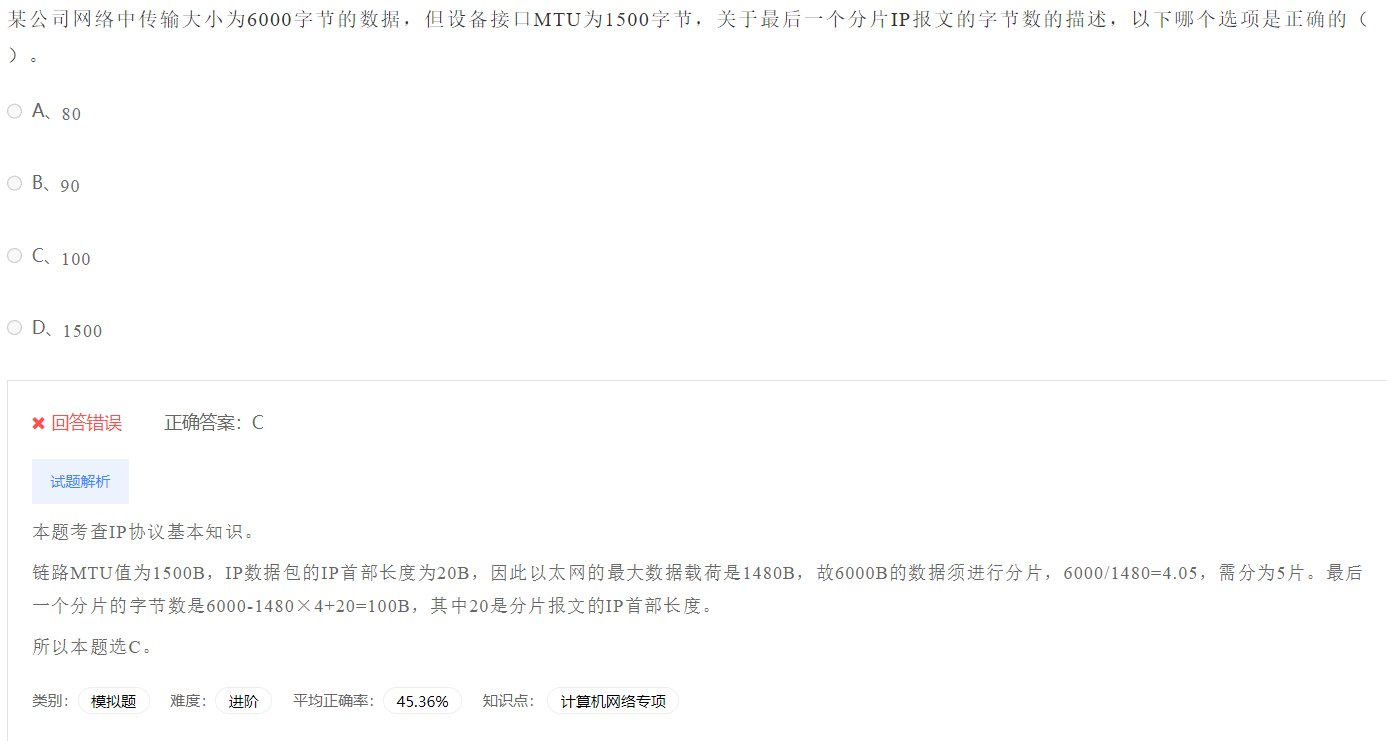 某公司网络中传输大小为6000字节的数据，但设备接口MTU为1500字节，关于最后一个分片IP报文的字节数的描述，以下哪个选项是正确的（
）。
A、80
B、90
C、100
D、1500
✖ 回答错误 正确答案：C
试题解析
本题考查IP协议基本知识。
链路MTU值为1500B，IP数据包的IP首部长度为20B，因此以太网的最大数据载荷是1480B，故6000B的数据须进行分片，6000/1480=4.05，需分为5片。最后
一个分片的字节数是6000-1480×4+20=100B，其中20是分片报文的IP首部长度。
所以本题选C。
类别： 模拟题 难度： 进阶 平均正确率： 45.36% 知识点： 计算机网络专项